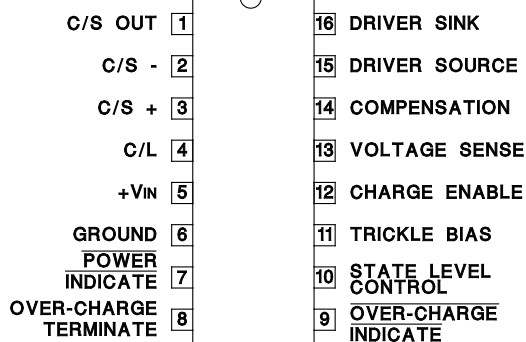 C/S OUT 1 16 DRIVER SINK
C/S - 2 15 DRIVER SOURCE
C/S + 3 14 COMPENSATION
C/L 4 13 VOLTAGE SENSE
+VIN 5 12 CHARGE ENABLE
GROUND 6 11 TRICKLE BIAS
POWER
INDICATE 7 10 STATE LEVEL
CONTROL
OVER-CHARGE
TERMINATE 8 9 OVER-CHARGE
INDICATE